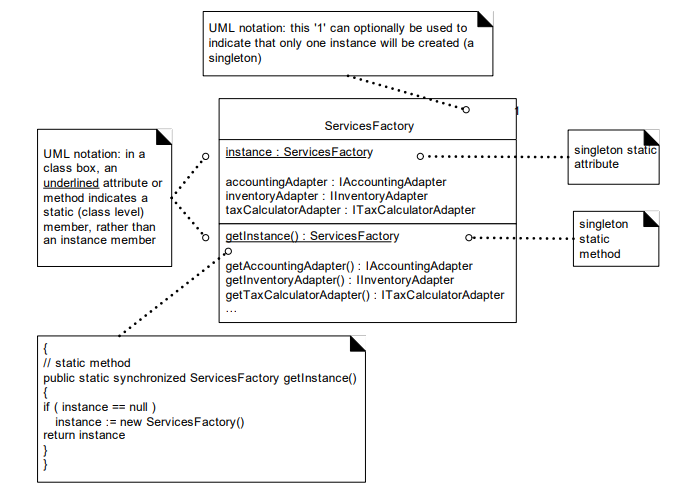 UML notation: this '1' can optionally be used to
indicate that only one instance will be created (a
singleton)
1
ServicesFactory
UML notation: in a
class box, an
underlined attribute or
method indicates a
static (class level)
member, rather than
an instance member
instance : ServicesFactory
accountingAdapter : IAccountingAdapter
inventoryAdapter : IInventoryAdapter
taxCalculatorAdapter : ITaxCalculatorAdapter
singleton static
attribute
getInstance() : ServicesFactory
getAccountingAdapter() : IAccountingAdapter
getInventoryAdapter() : IInventoryAdapter
getTaxCalculatorAdapter() : ITaxCalculatorAdapter
...
singleton
static
method
{
// static method
public static synchronized ServicesFactory getInstance()
{
if ( instance == null )
instance := new ServicesFactory()
return instance
}
}